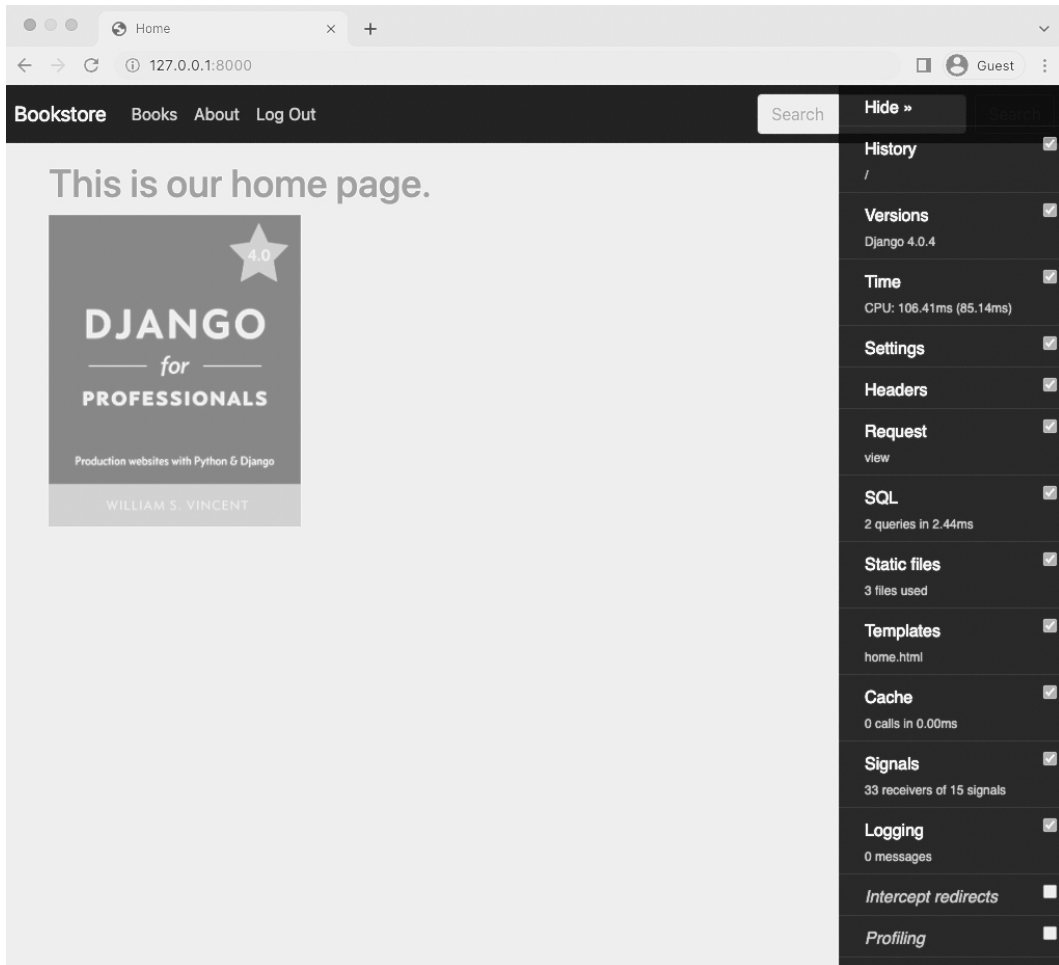 Home
127.0.0.1:8000
Guest
Bookstore Books About Log Out
Search
Search
This is our home page.
4.0
DJANGO
for
PROFESSIONALS
Production websites with Python & Django
WILLIAM S. VINCENT
Hide »
History
/
Versions
Django 4.0.4
Time
CPU: 106.41ms (85.14ms)
Settings
Headers
Request
view
SQL
2 queries in 2.44ms
Static files
3 files used
Templates
home.html
Cache
0 calls in 0.00ms
Signals
33 receivers of 15 signals
Logging
0 messages
Intercept redirects
Profiling